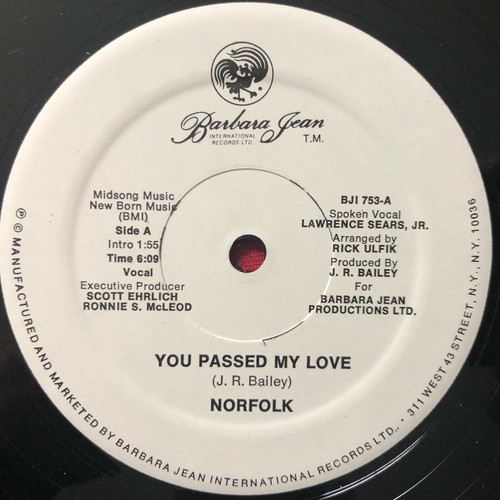 Barbara Jean
INTERNATIONAL
RECORDS LTD.
T.M.
Midsong Music
New Born Music
(BMI)
Side A
Intro 1:55
Time 6:09
Vocal
Executive Producer
SCOTT EHRLICH
RONNIE S. McLEOD
BJI 753-A
Spoken Vocal
LAWRENCE SEARS, JR.
Arranged by
RICK ULFIK
Produced By
J. R. BAILEY
For
BARBARA JEAN
PRODUCTIONS LTD.
YOU PASSED MY LOVE
(J. R. Bailey)
NORFOLK
℗ © MANUFACTURED AND MARKETED BY BARBARA JEAN INTERNATIONAL RECORDS LTD., • 311 WEST 43 STREET, N.Y., N.Y. 10036